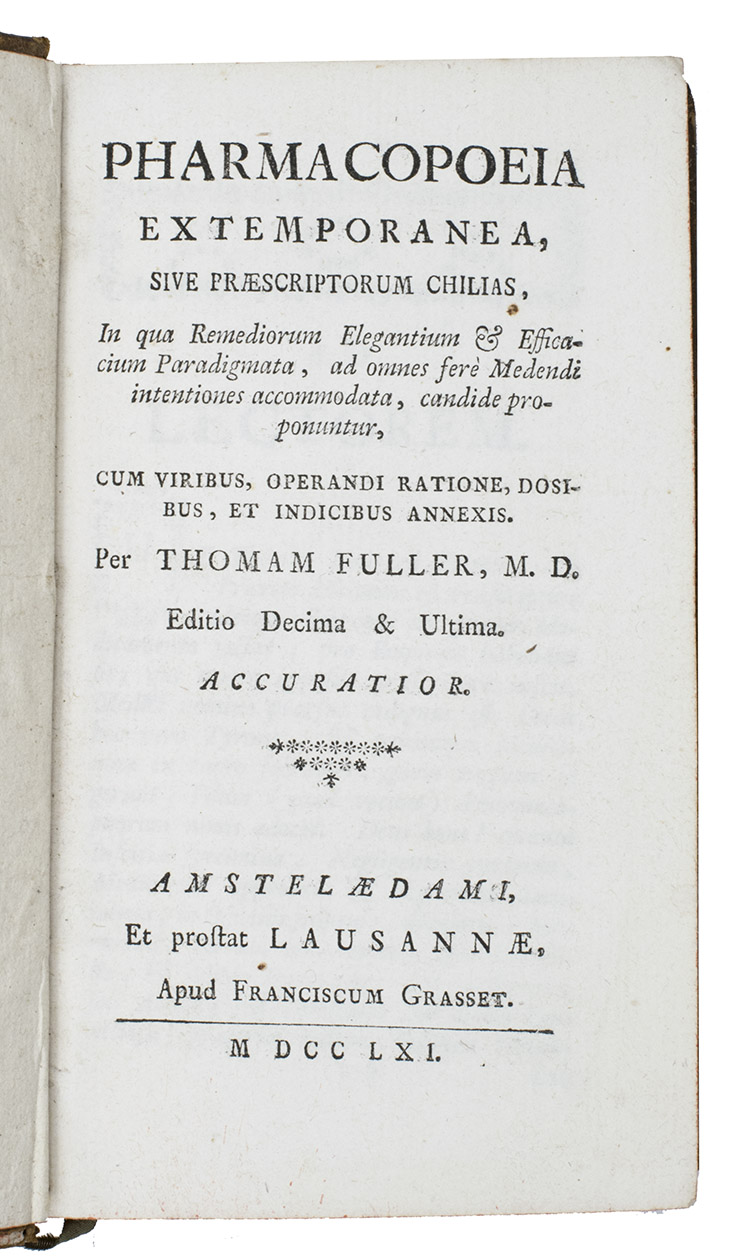 PHARMACOPOEIA
EXTEMPORANEA,
SIVE PRÆSCRIPTORUM CHILIAS,
In qua Remediorum Elegantium & Effica-
cium Paradigmata, ad omnes ferè Medendi
intentiones accommodata, candide pro-
ponuntur,
CUM VIRIBUS, OPERANDI RATIONE, DOSI-
BUS, ET INDICIBUS ANNEXIS.
Per THOMAM FULLER, M. D.
Editio Decima & Ultima.
ACCURATIOR.
AMSTELÆDAMI,
Et proſtat LAUSANNÆ,
Apud FRANCISCUM GRASSET.
M DCC LXI.